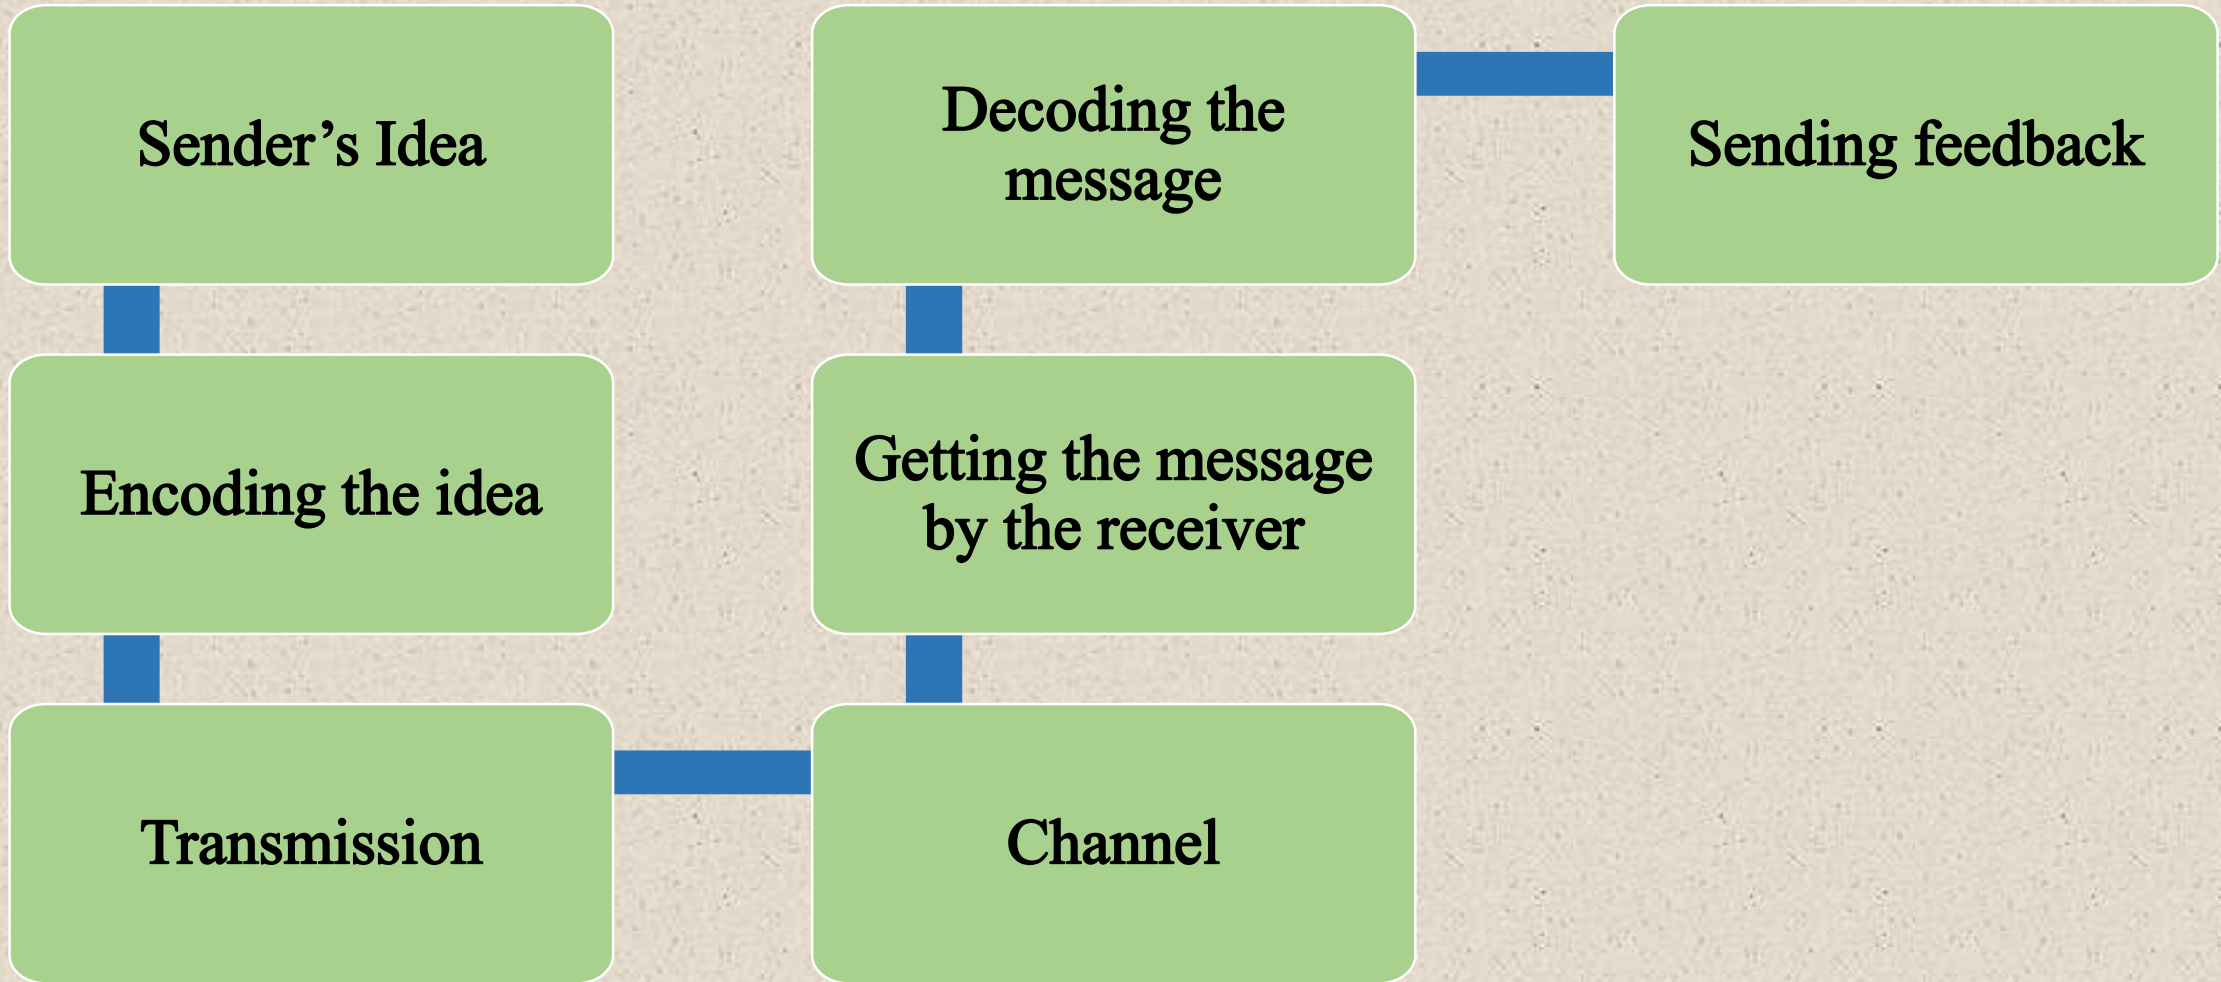 Sender’s Idea
Encoding the idea
Transmission
Channel
Getting the message
by the receiver
Decoding the
message
Sending feedback